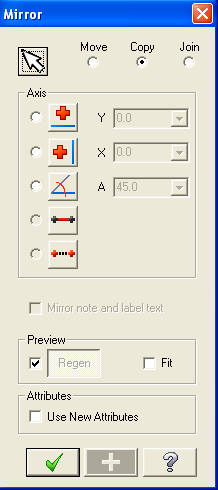 Mirror
Move Copy Join
Axis
Y 0.0
X 0.0
A 45.0
Mirror note and label text
Preview
Regen Fit
Attributes
Use New Attributes